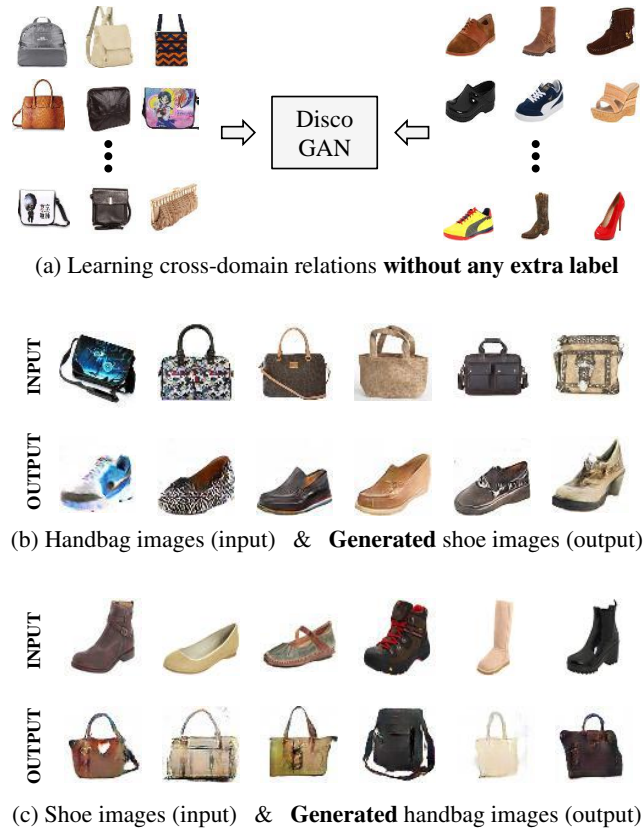 Disco
GAN
(a) Learning cross-domain relations without any extra label
INPUT
OUTPUT
(b) Handbag images (input) & Generated shoe images (output)
INPUT
OUTPUT
(c) Shoe images (input) & Generated handbag images (output)